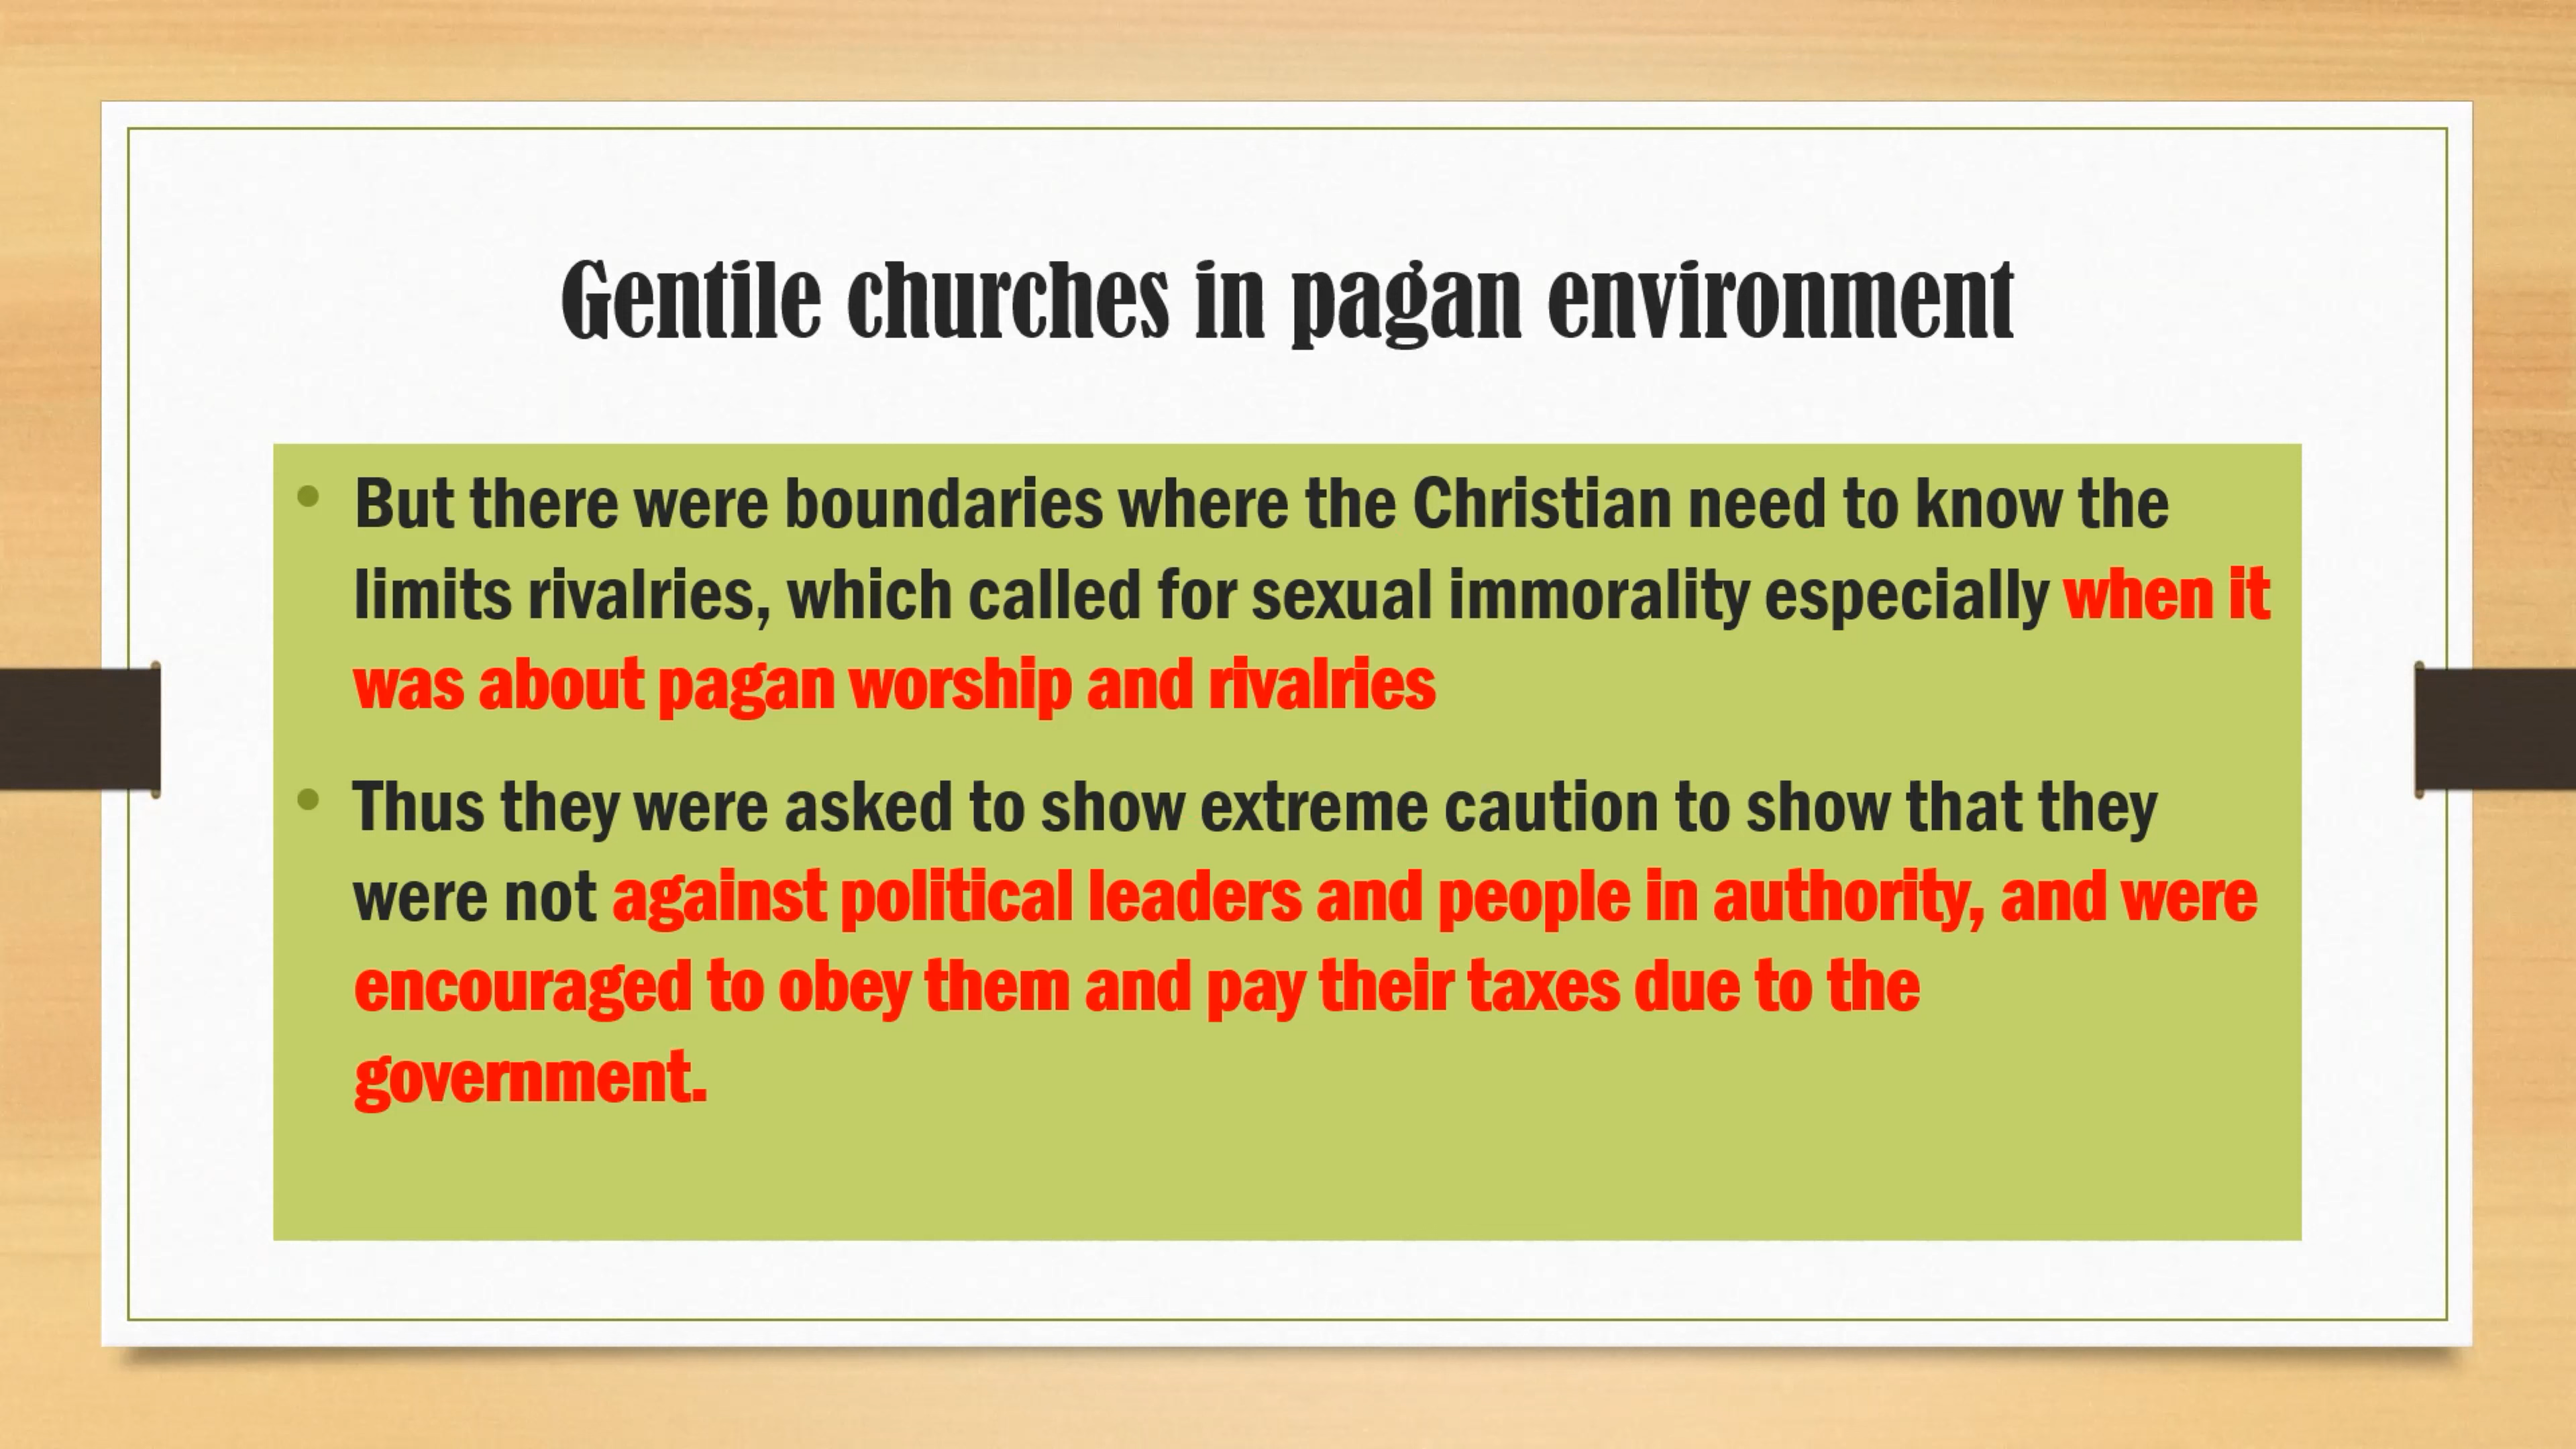 Gentile churches in pagan environment
• But there were boundaries where the Christian need to know the
limits rivalries, which called for sexual immorality especially when it
was about pagan worship and rivalries
• Thus they were asked to show extreme caution to show that they
were not against political leaders and people in authority, and were
encouraged to obey them and pay their taxes due to the
government.